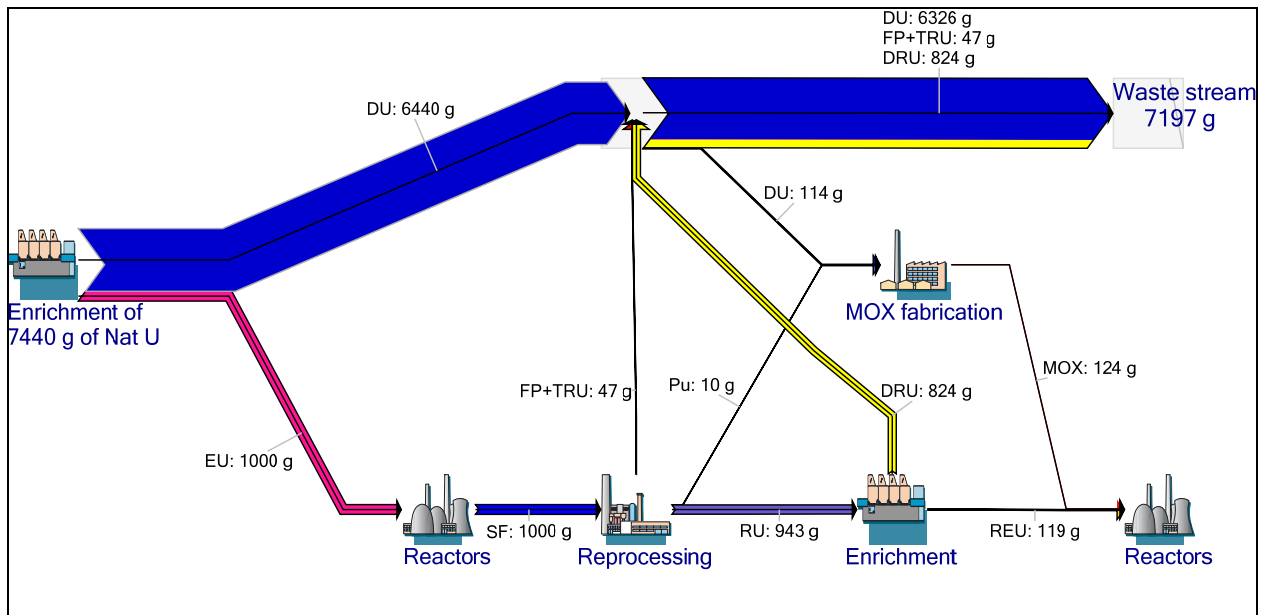 DU: 6326 g
FP+TRU: 47 g
DRU: 824 g
Waste stream
7197 g
DU: 6440 g
DU: 114 g
Enrichment of
7440 g of Nat U
MOX fabrication
FP+TRU: 47 g
Pu: 10 g
DRU: 824 g
MOX: 124 g
EU: 1000 g
SF: 1000 g
RU: 943 g
REU: 119 g
Reactors
Reprocessing
Enrichment
Reactors